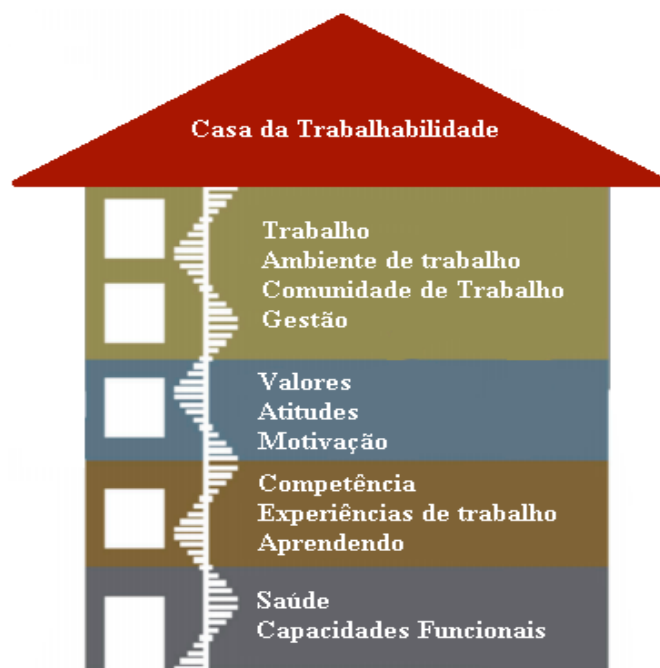 Casa da Trabalhabilidade
Trabalho
Ambiente de trabalho
Comunidade de Trabalho
Gestão
Valores
Atitudes
Motivação
Competência
Experiências de trabalho
Aprendendo
Saúde
Capacidades Funcionais